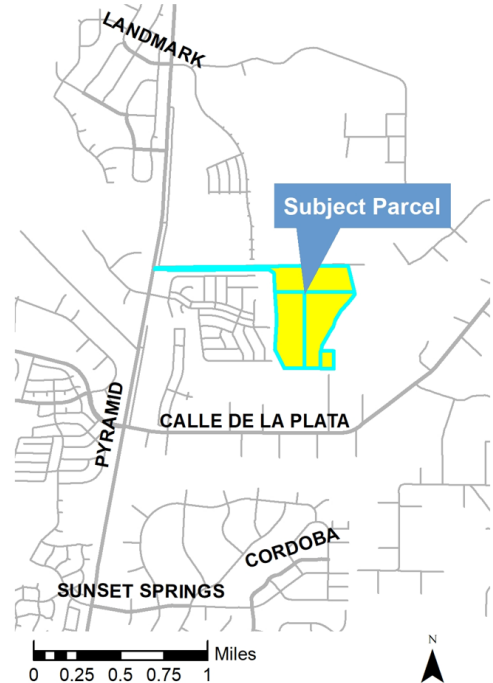 LANDMARK
Subject Parcel
PYRAMID
CALLE DE LA PLATA
CORDOBA
SUNSET SPRINGS
Miles
0 0.25 0.5 0.75 1
N